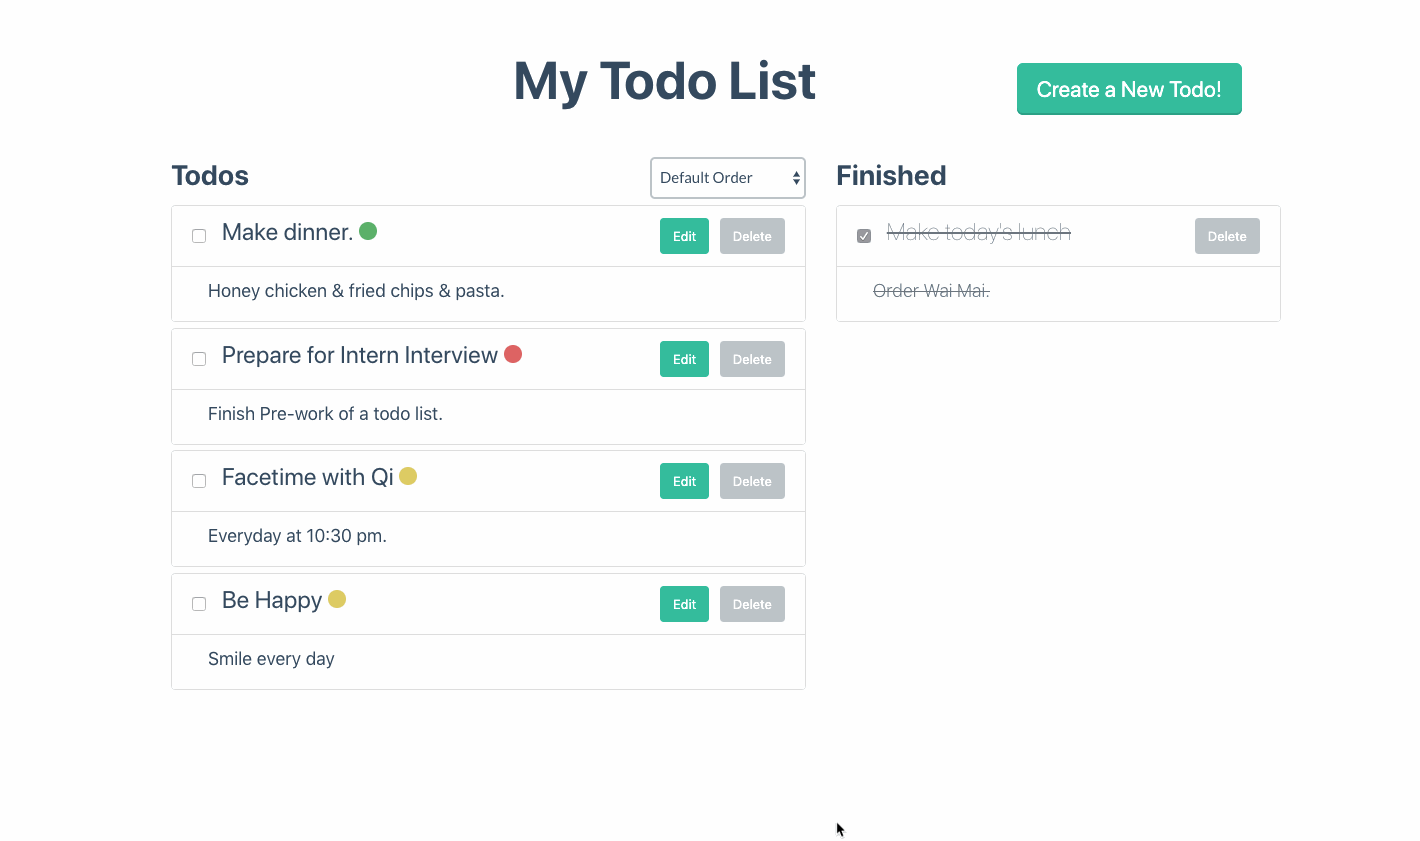 My Todo List
Create a New Todo!
Todos
Default Order
Make dinner.
Edit
Delete
Honey chicken & fried chips & pasta.
Prepare for Intern Interview
Edit
Delete
Finish Pre-work of a todo list.
Facetime with Qi
Edit
Delete
Everyday at 10:30 pm.
Be Happy
Edit
Delete
Smile every day
Finished
Make today's lunch
Delete
Order Wai Mai.